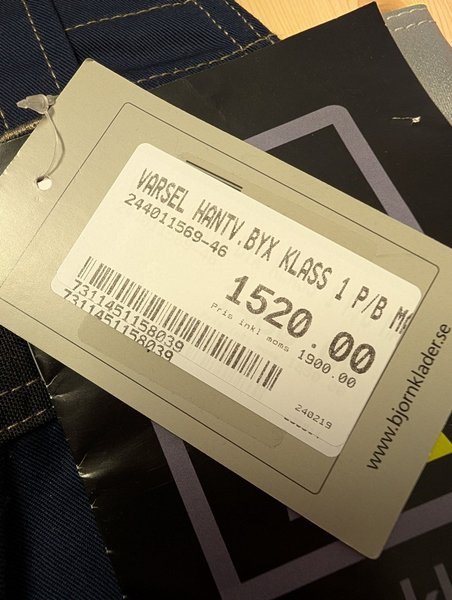 VARSEL HANTV.BYX KLASS 1 P/B
244011569-46
1520.00
Pris inkl moms 1900.00
7311451158039
7311451158039
240219
www.bjornklader.se